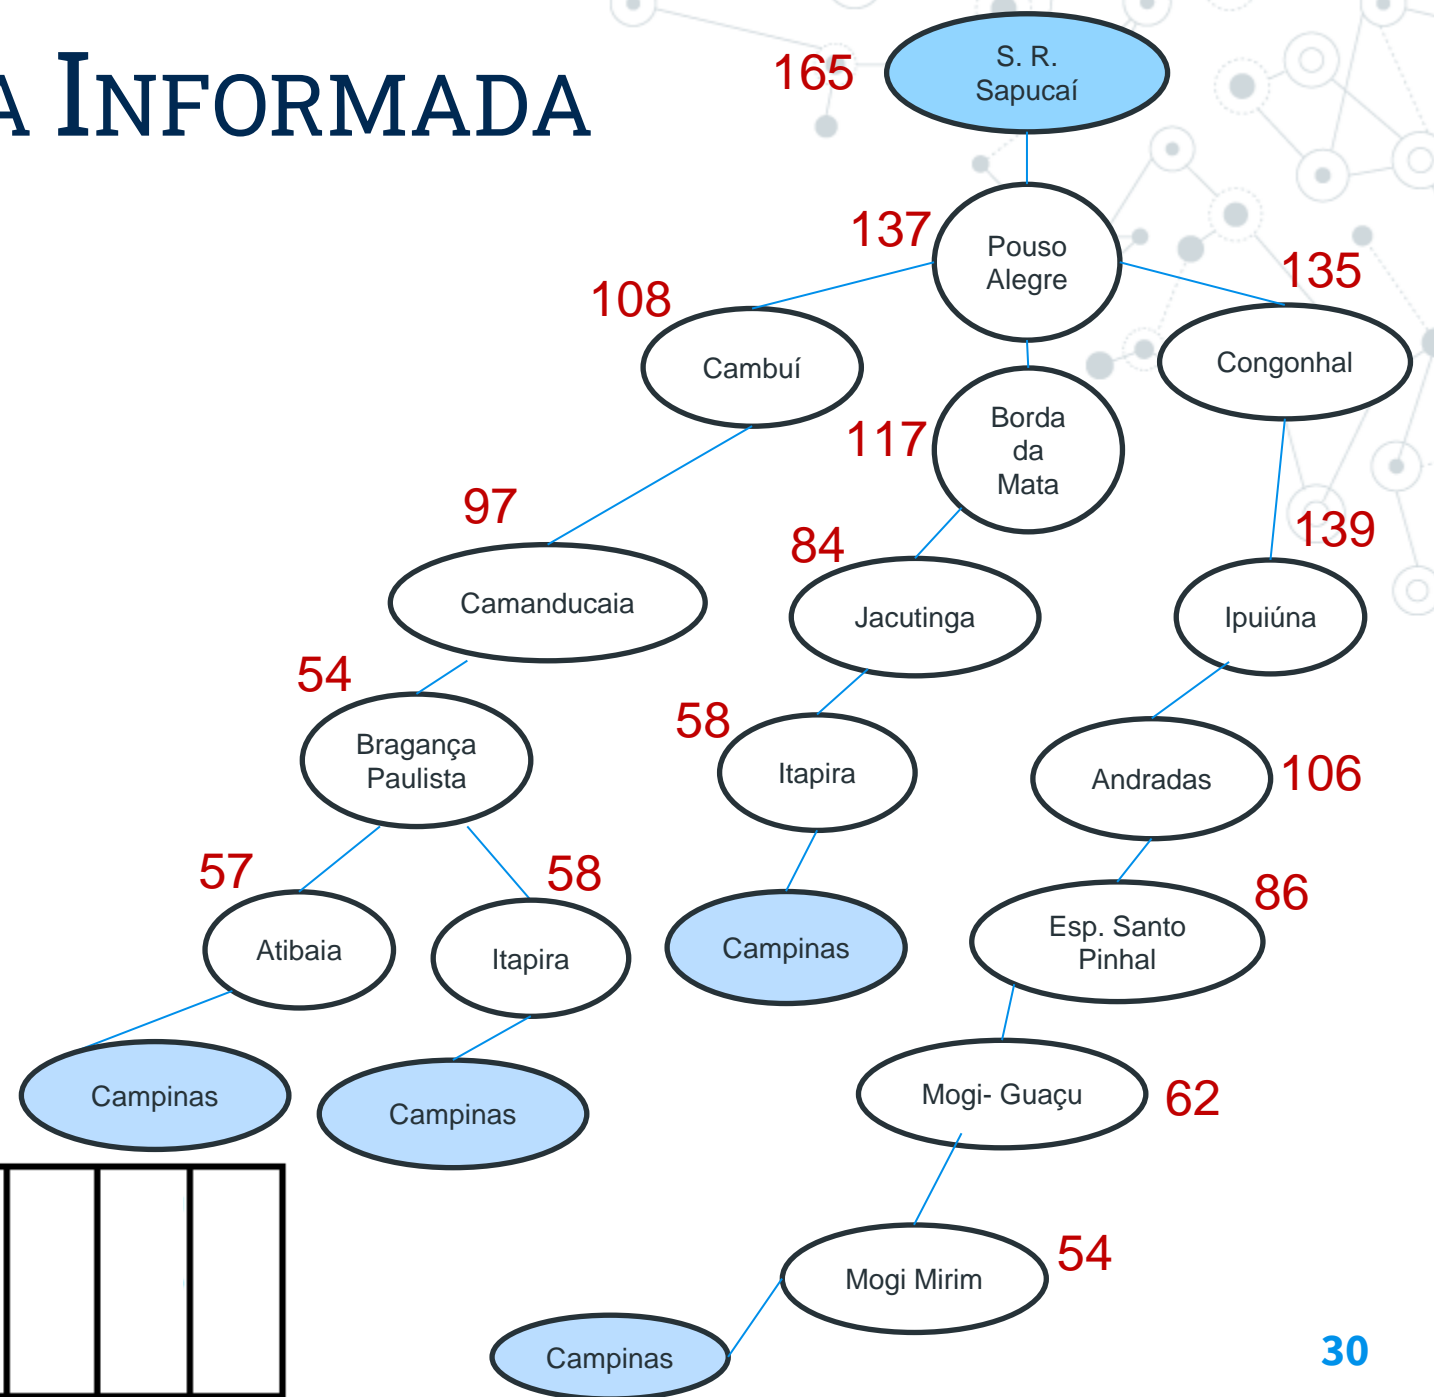 A INFORMADA
165
S. R.
Sapucaí
137
Pouso
Alegre
135
108
Cambuí
Congonhal
117
Borda
da
Mata
97
84
139
Camanducaia
Jacutinga
Ipuiúna
54
58
Bragança
Paulista
Itapira
Andradas
106
57
58
86
Atibaia
Itapira
Campinas
Esp. Santo
Pinhal
Campinas
Campinas
Mogi- Guaçu
62
Mogi Mirim
54
Campinas
30